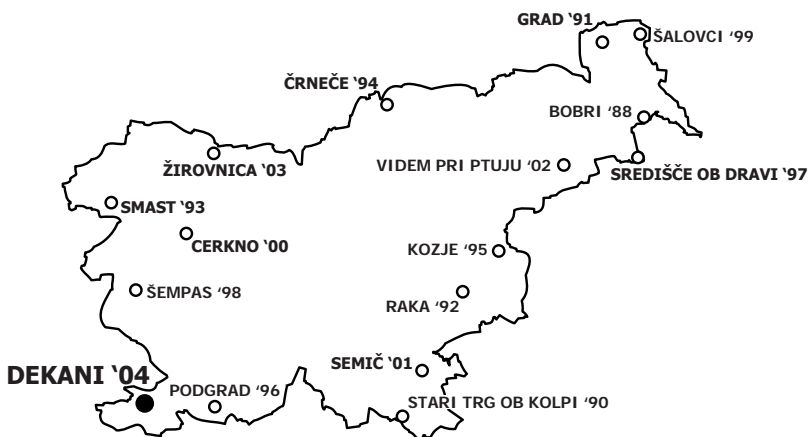 GRAD ‘91
ŠALOVCI ‘99
ČRNEČE ‘94
BOBRI ‘88
ŽIROVNICA ‘03
VIDEM PRI PTUJU ‘02
SREDIŠČE OB DRAVI ‘97
SMAST ‘93
CERKNO ‘00
KOZJE ‘95
ŠEMPAS ‘98
RAKA ‘92
SEMIČ ‘01
DEKANI ‘04
PODGRAD ‘96
STARI TRG OB KOLPI ‘90